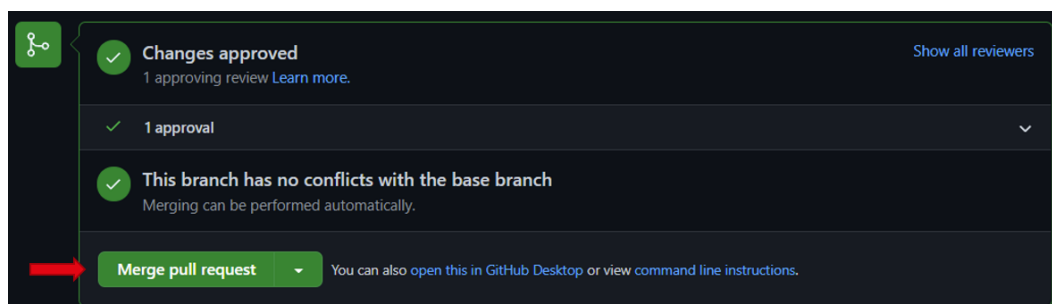 Changes approved
Show all reviewers
1 approving review Learn more.
1 approval
This branch has no conflicts with the base branch
Merging can be performed automatically.
Merge pull request
You can also open this in GitHub Desktop or view command line instructions.